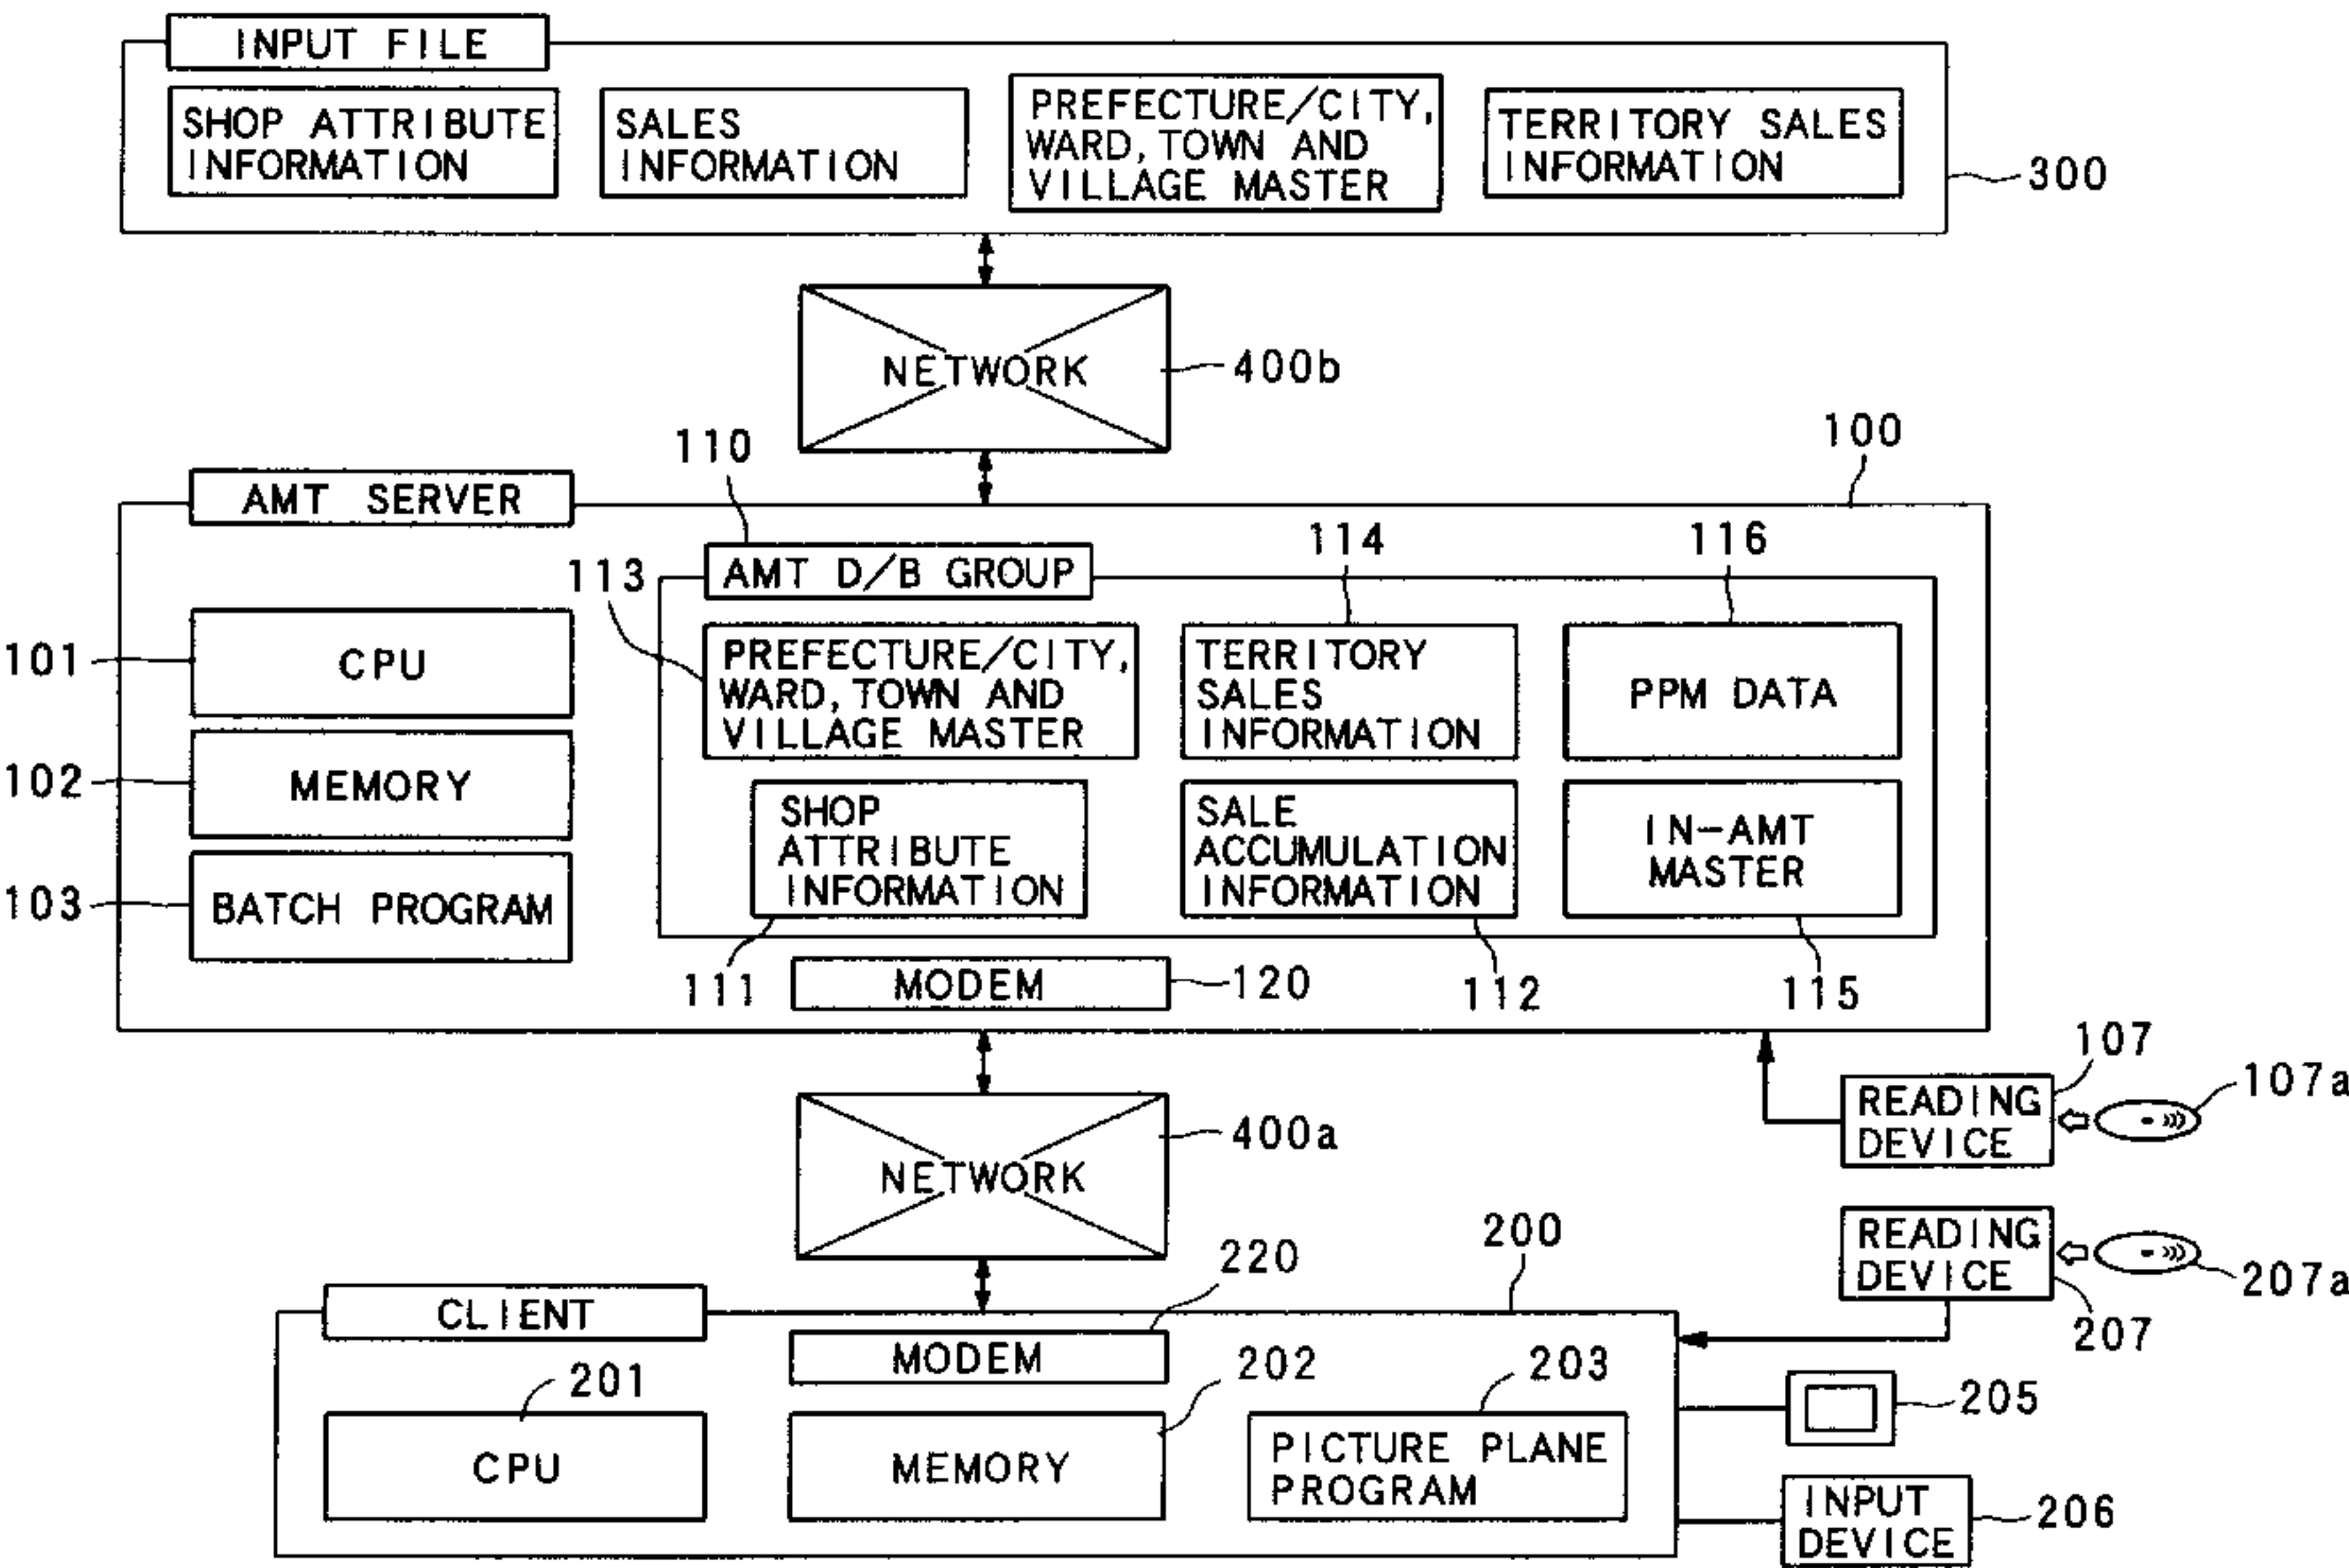 INPUT FILE
SHOP ATTRIBUTE
INFORMATION
SALES
INFORMATION
PREFECTURE/CITY,
WARD, TOWN AND
VILLAGE MASTER
TERRITORY SALES
INFORMATION
300
NETWORK
400b
100
AMT SERVER
110
AMT D/B GROUP
113
114
116
101
CPU
102
MEMORY
103
BATCH PROGRAM
PREFECTURE/CITY,
WARD, TOWN AND
VILLAGE MASTER
TERRITORY
SALES
INFORMATION
PPM DATA
SHOP
ATTRIBUTE
INFORMATION
SALE
ACCUMULATION
INFORMATION
IN-AMT
MASTER
111
MODEM
120
112
115
NETWORK
400a
107
READING
DEVICE
107a
READING
DEVICE
207a
207
CLIENT
220
200
MODEM
201
CPU
202
MEMORY
203
PICTURE PLANE
PROGRAM
205
INPUT
DEVICE
206